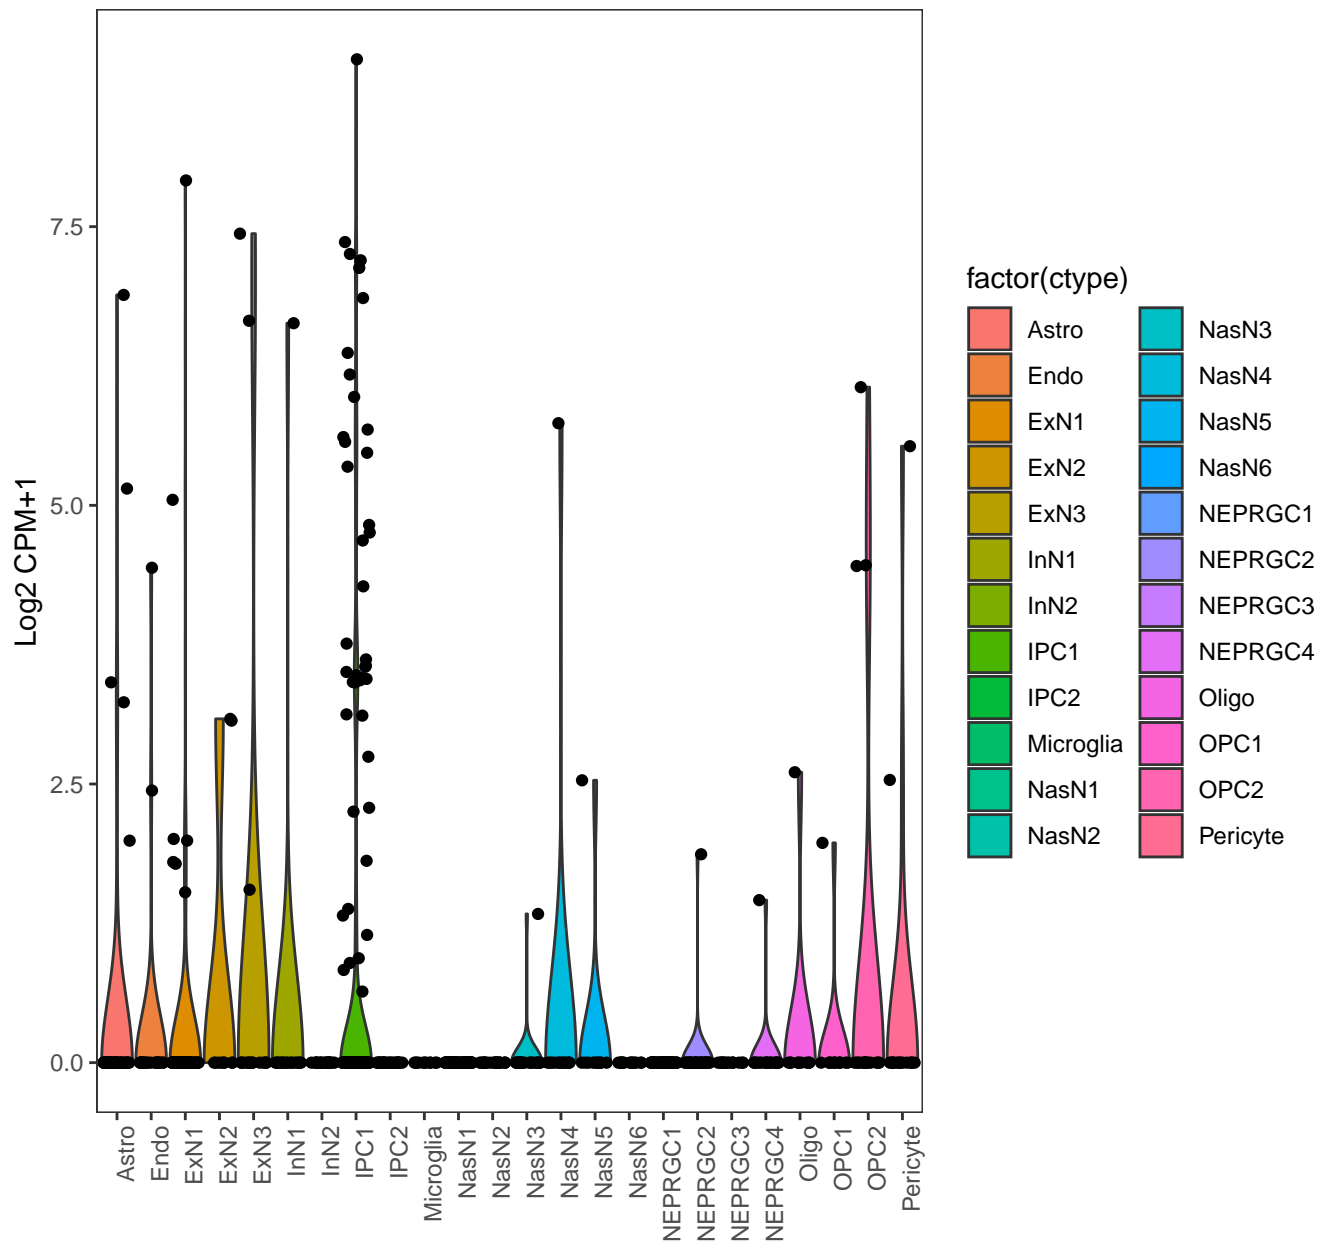 Log2 CPM+1
7.5
5.0
2.5
0.0
Astro
Endo
ExN1
ExN2
ExN3
InN1
InN2
IPC1
IPC2
Microglia
NasN1
NasN2
NasN3
NasN4
NasN5
NasN6
NEPRGC1
NEPRGC2
NEPRGC3
NEPRGC4
Oligo
OPC1
OPC2
Pericyte
factor(ctype)
Astro
Endo
ExN1
ExN2
ExN3
InN1
InN2
IPC1
IPC2
Microglia
NasN1
NasN2
NasN3
NasN4
NasN5
NasN6
NEPRGC1
NEPRGC2
NEPRGC3
NEPRGC4
Oligo
OPC1
OPC2
Pericyte